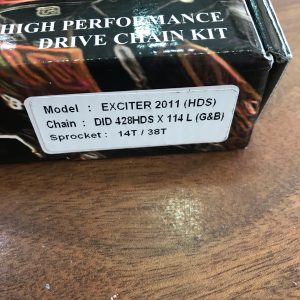 HIGH PERFORMANCE
DRIVE CHAIN KIT
Model : EXCITER 2011 (HDS)
Chain : DID 428HDS X 114 L (G&B)
Sprocket : 14T / 38T